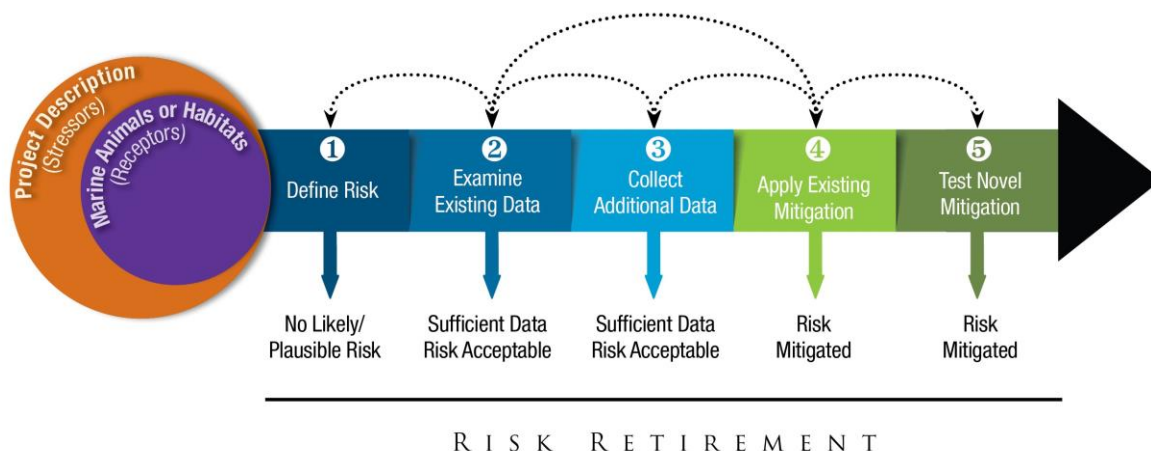 Project Description
(Stressors)
Marine Animals or Habitats
(Receptors)
1
Define Risk
2
Examine
Existing Data
3
Collect
Additional Data
4
Apply Existing
Mitigation
5
Test Novel
Mitigation
No Likely/
Plausible Risk
Sufficient Data
Risk Acceptable
Sufficient Data
Risk Acceptable
Risk
Mitigated
Risk
Mitigated
RISK RETIREMENT